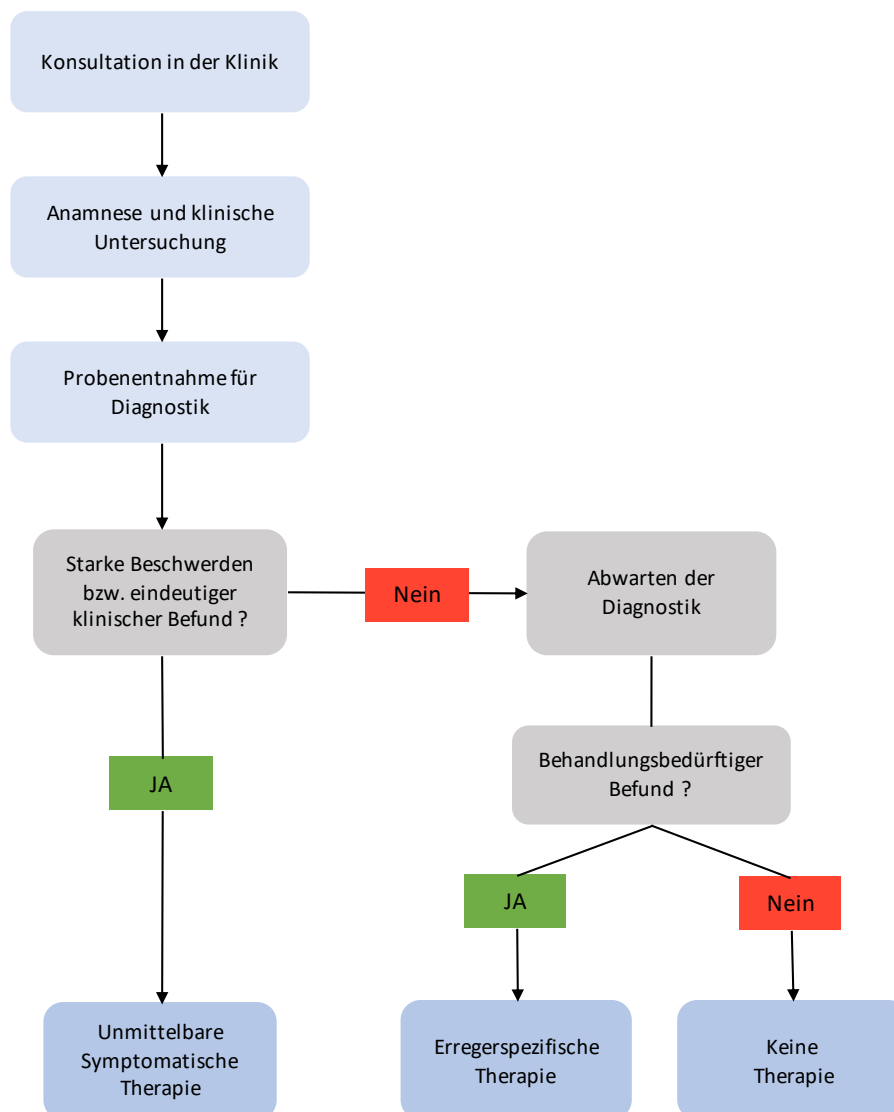 Konsultation in der Klinik
Anamnese und klinische
Untersuchung
Probenentnahme für
Diagnostik
Starke Beschwerden
bzw. eindeutiger
klinischer Befund ?
Nein
Abwarten der
Diagnostik
JA
Behandlungsbedürftiger
Befund ?
JA
Nein
Unmittelbare
Symptomatische
Therapie
Erregerspezifische
Therapie
Keine
Therapie